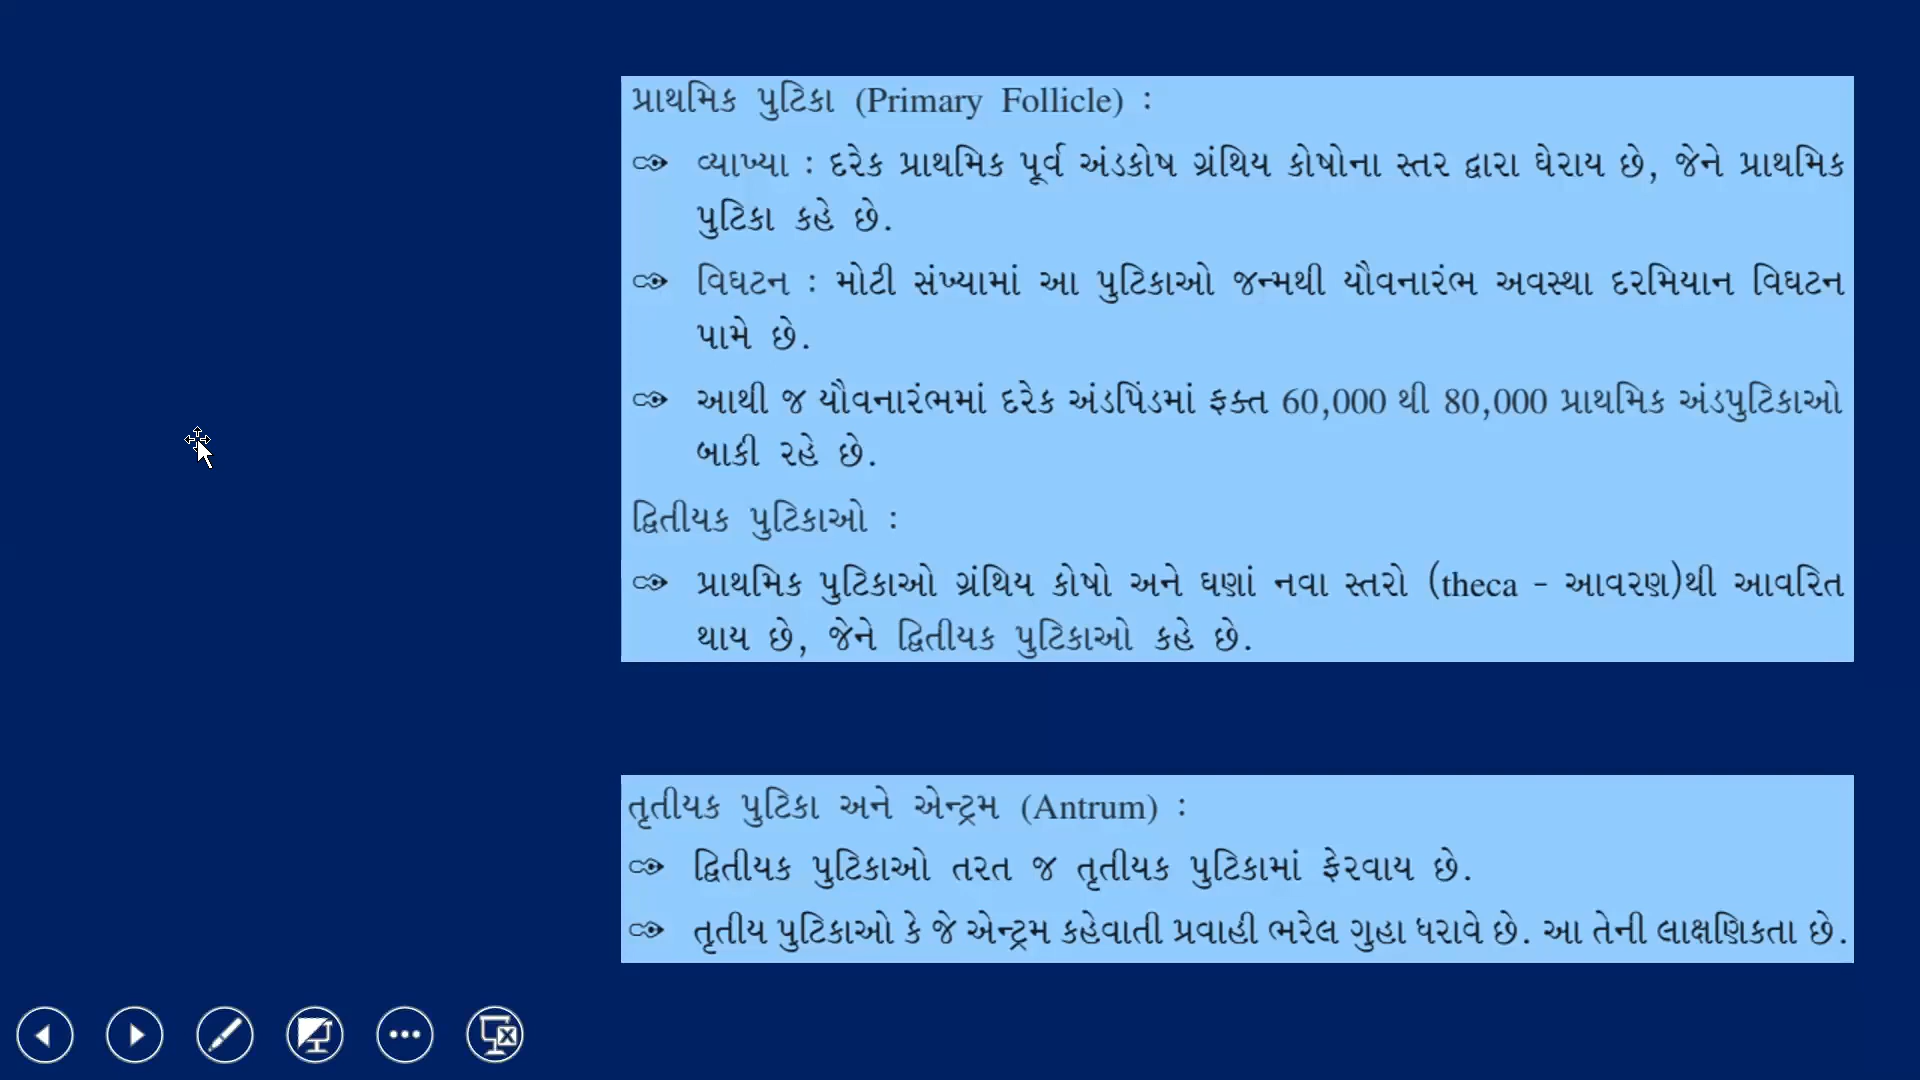 પ્રાથમિક પુટિકા (Primary Follicle) :
વ્યાખ્યા : દરેક પ્રાથમિક પૂર્વ અંડકોષ ગ્રંથિય કોષોના સ્તર દ્વારા ઘેરાય છે, જેને પ્રાથમિક
પુટિકા કહે છે.
વિઘટન : મોટી સંખ્યામાં આ પુટિકાઓ જન્મથી યૌવનારંભ અવસ્થા દરમિયાન વિઘટન
પામે છે.
આથી જ યૌવનારંભમાં દરેક અંડપિંડમાં ફક્ત 60,000 થી 80,000 પ્રાથમિક અંડપુટિકાઓ
બાકી રહે છે.
દ્વિતીયક પુટિકાઓ :
પ્રાથમિક પુટિકાઓ ગ્રંથિય કોષો અને ઘણાં નવા સ્તરો (theca - આવરણ)થી આવરિત
થાય છે, જેને દ્વિતીયક પુટિકાઓ કહે છે.
તૃતીયક પુટિકા અને એન્ટ્રમ (Antrum) :
દ્વિતીયક પુટિકાઓ તરત જ તૃતીયક પુટિકામાં ફેરવાય છે.
તૃતીય પુટિકાઓ કે જે એન્ટ્રમ કહેવાતી પ્રવાહી ભરેલ ગુહા ધરાવે છે. આ તેની લાક્ષણિકતા છે.